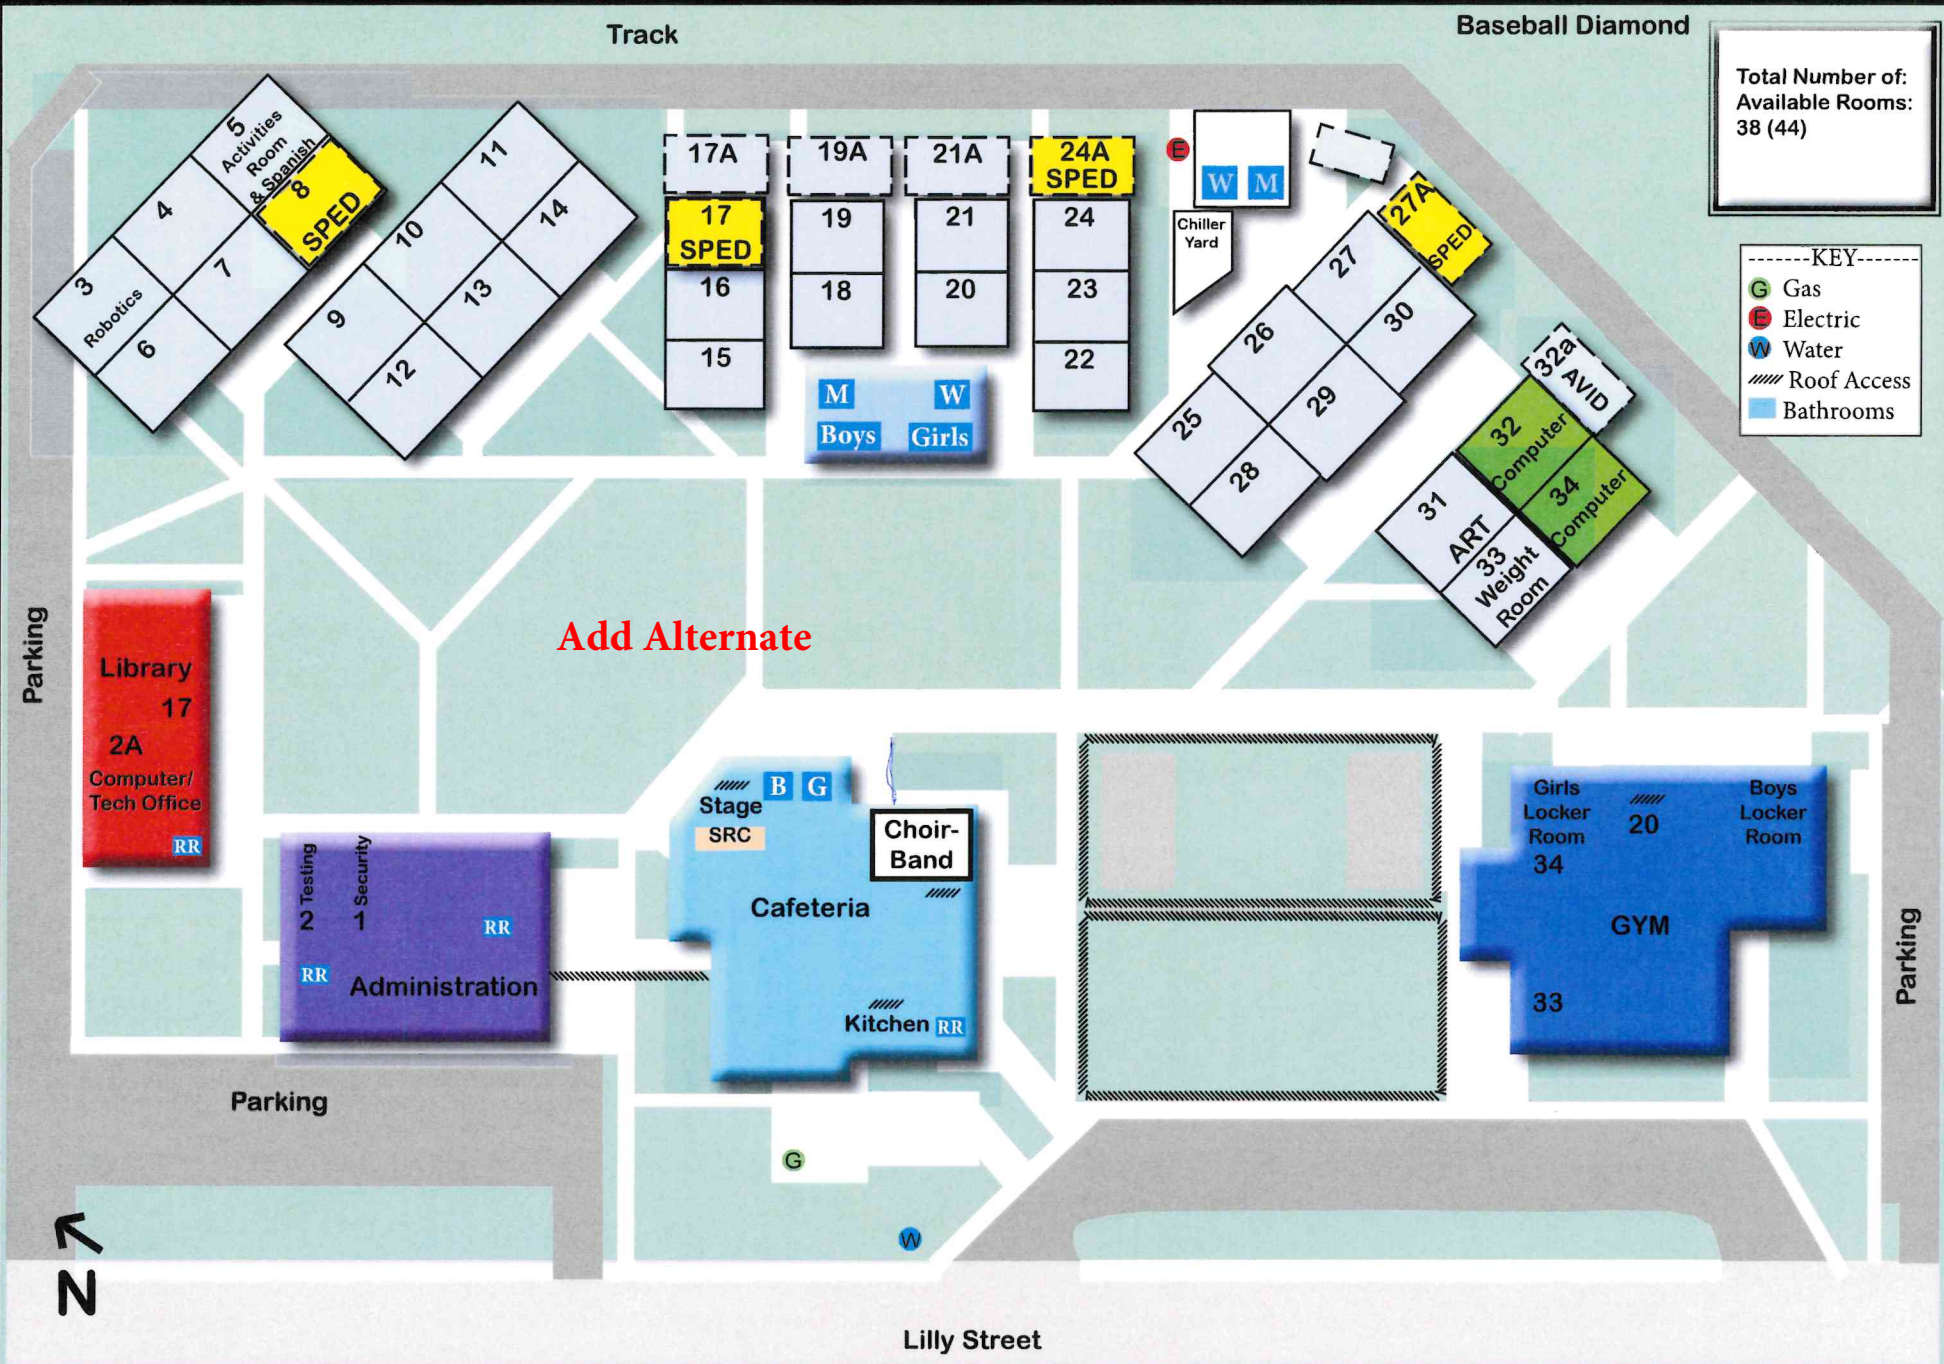 Track
Baseball Diamond
Total Number of:
Available Rooms:
38 (44)
-------KEY-------
G Gas
E Electric
W Water
Roof Access
Bathrooms
5
Activities
Room
& Spanish
8
SPED
4
7
3
Robotics
6
11
14
10
13
9
12
17A
17
SPED
16
15
19A
19
18
21A
21
20
M
W
Boys
Girls
24A
SPED
24
23
22
E
W M
Chiller
Yard
27A
SPED
27
30
26
29
25
28
32a
AVID
32
Computer
34
Computer
31
ART
33
Weight
Room
Parking
Library
17
2A
Computer/
Tech Office
RR
Add Alternate
2 Testing
1 Security
RR
RR
Administration
B G
Stage
SRC
Choir-
Band
Cafeteria
Kitchen RR
Girls
Locker
Room
34
20
Boys
Locker
Room
GYM
33
Parking
Parking
G
W
N
Lilly Street